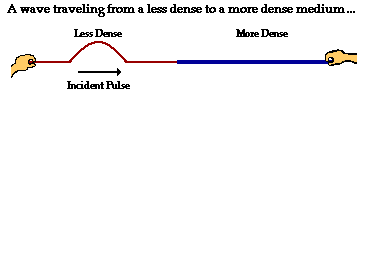 A wave traveling from a less dense to a more dense medium...
Less Dense
More Dense
Incident Pulse